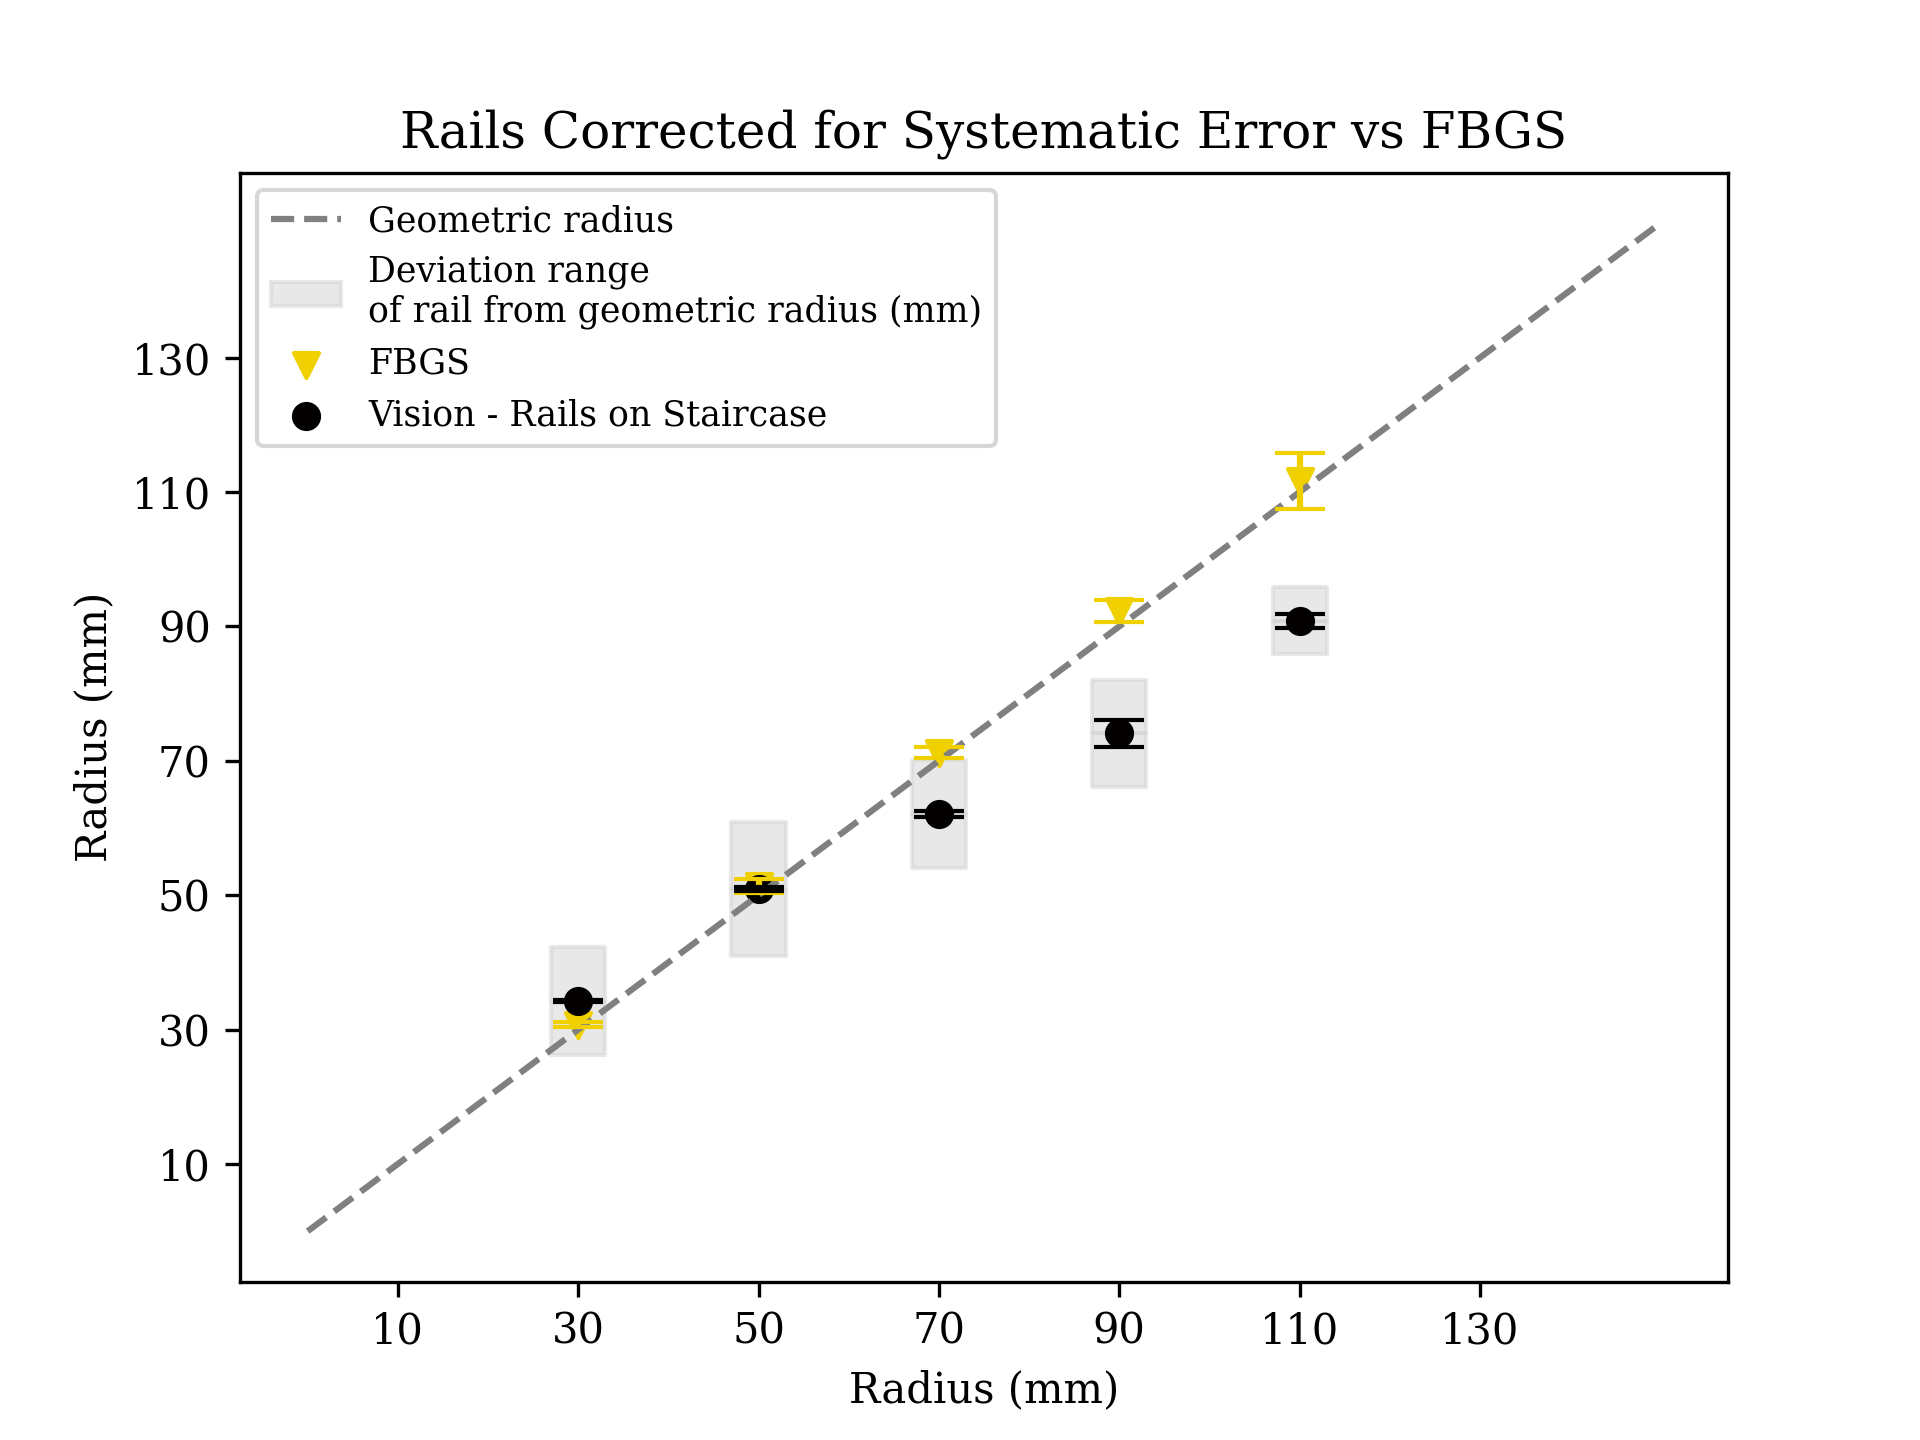 Rails Corrected for Systematic Error vs FBGS
Geometric radius
Deviation range
of rail from geometric radius (mm)
FBGS
Vision - Rails on Staircase
130
110
90
70
50
30
10
Radius (mm)
10 30 50 70 90 110 130
Radius (mm)